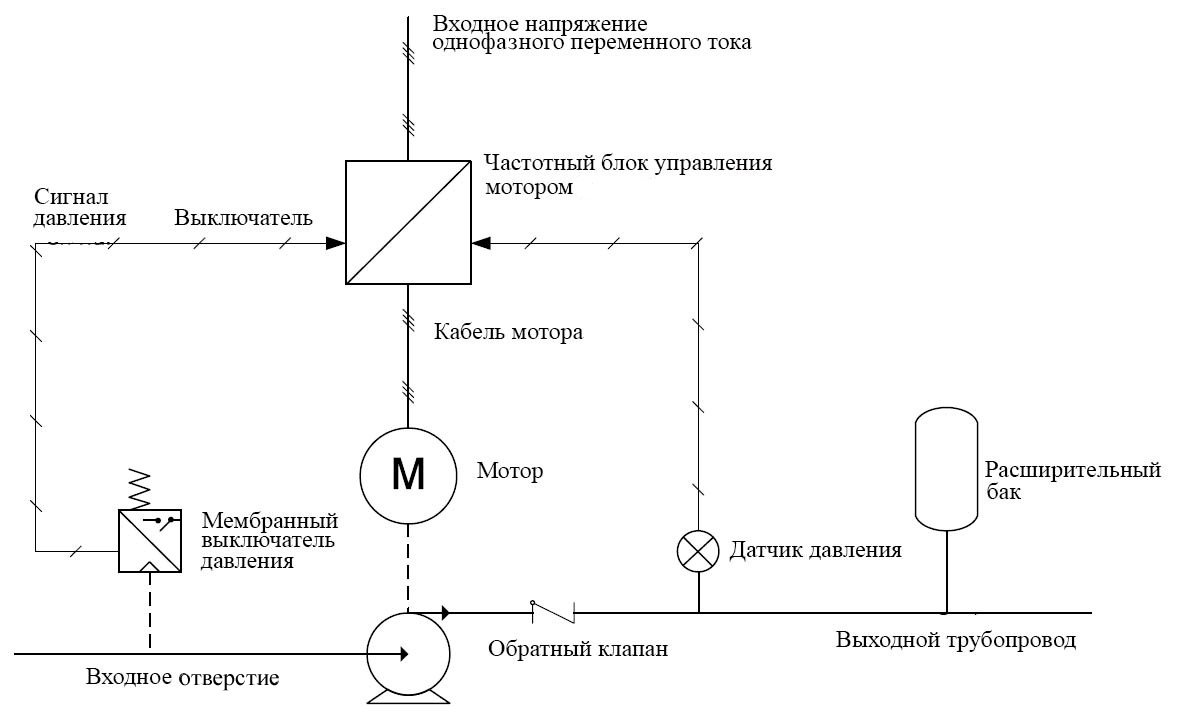 Входное напряжение
однофазного переменного тока
Частотный блок управления
мотором
Сигнал
давления
Выключатель
Кабель мотора
М
Мотор
Расширительный
бак
Мембранный
выключатель
давления
Датчик давления
Обратный клапан
Выходной трубопровод
Входное отверстие